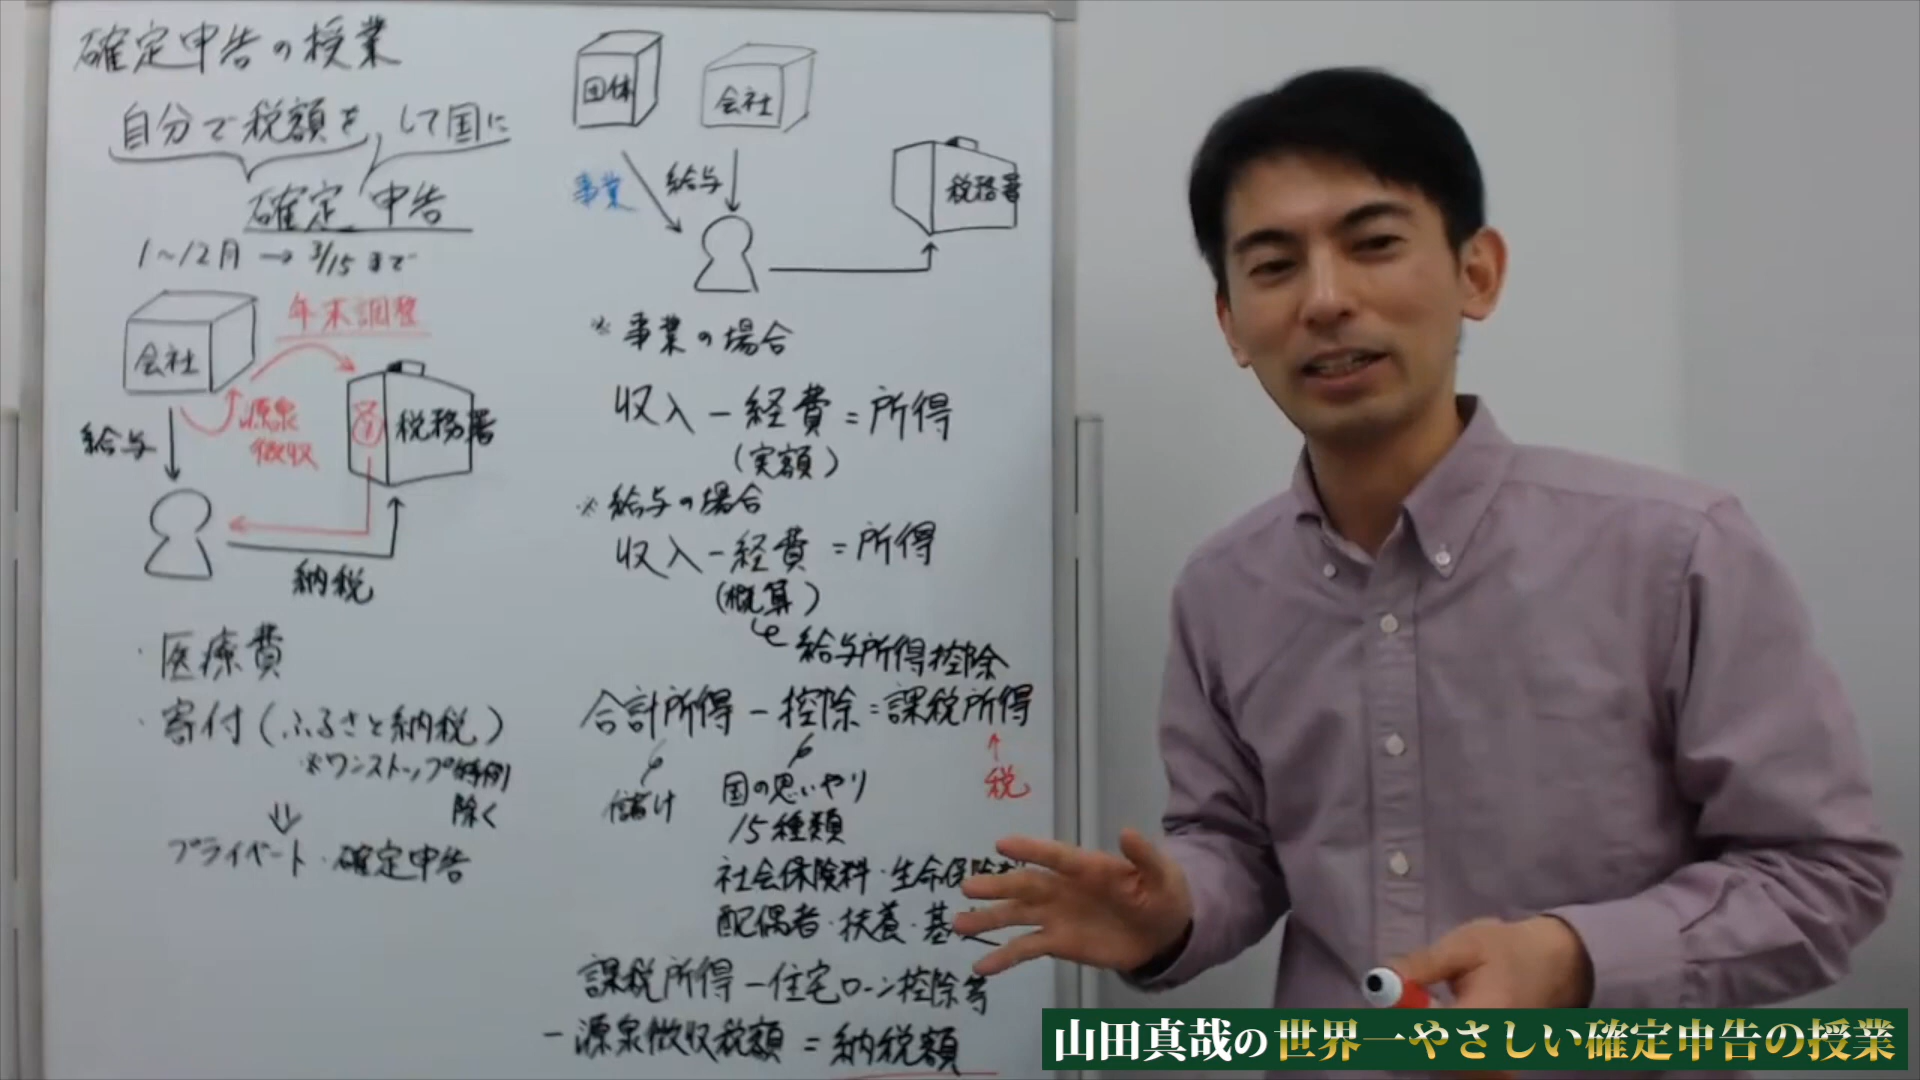 確定申告の授業
自分で税額を、して国に
確定 申告
1〜12月 → 3/15まで
年末調整
会社
源泉
徴収
税務署
給与
納税
・医療費
・寄付(ふるさと納税)
※ワンストップ特例
除く
⇓
プライベート・確定申告
団体
会社
事業
給与
税務署
※事業の場合
収入 − 経費 = 所得
(実額)
※給与の場合
収入 − 経費 = 所得
(概算)
給与所得控除
合計所得 − 控除 = 課税所得
儲け
国の思いやり
↑
税
15種類
社会保険料・生命保険料
配偶者・扶養・基
課税所得 − 住宅ローン控除等
− 源泉徴収税額 = 納税額
山田真哉の世界一やさしい確定申告の授業